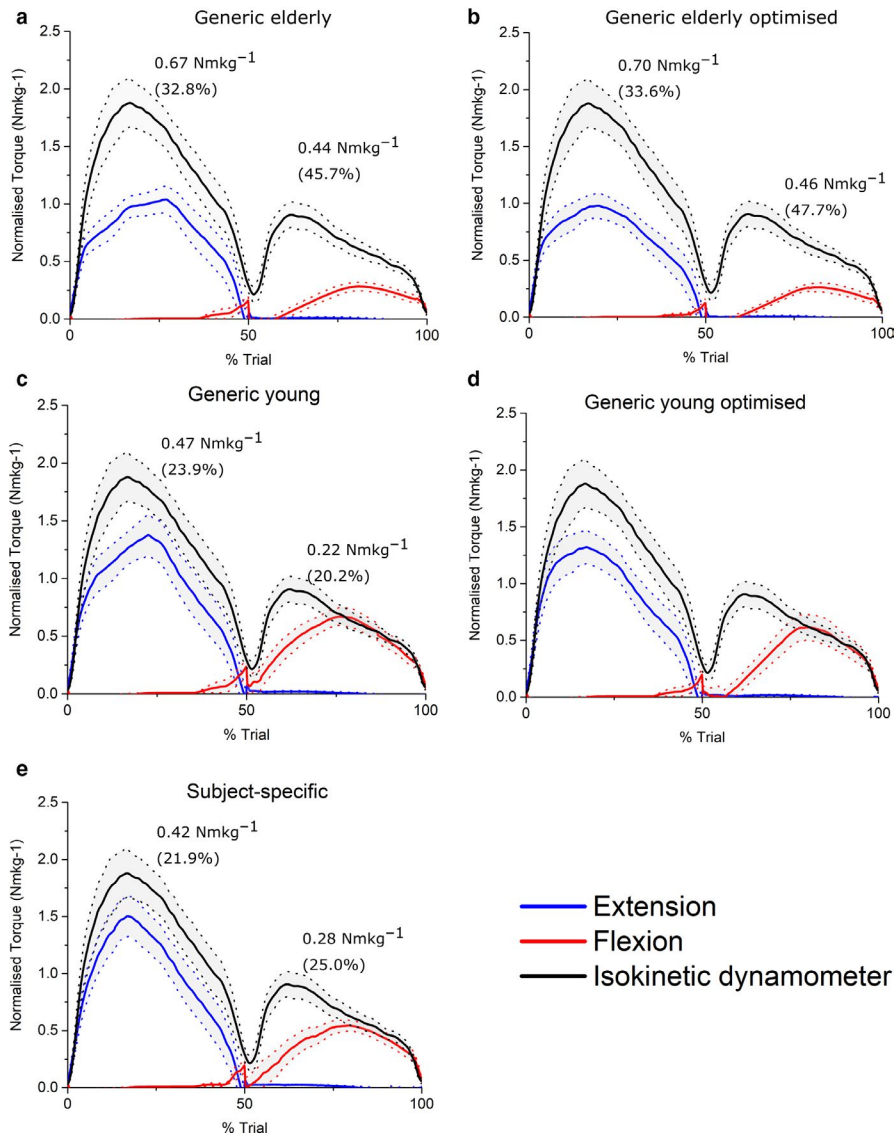 a
Generic elderly
Normalised Torque (Nmkg-1)
2.5
2.0
1.5
1.0
0.5
0.0
0.67 Nmkg⁻¹
(32.8%)
0.44 Nmkg⁻¹
(45.7%)
0
50
100
% Trial
b
Generic elderly optimised
Normalised Torque (Nmkg-1)
2.5
2.0
1.5
1.0
0.5
0.0
0.70 Nmkg⁻¹
(33.6%)
0.46 Nmkg⁻¹
(47.7%)
0
50
100
% Trial
c
Generic young
Normalised Torque (Nmkg-1)
2.5
2.0
1.5
1.0
0.5
0.0
0.47 Nmkg⁻¹
(23.9%)
0.22 Nmkg⁻¹
(20.2%)
0
50
100
% Trial
d
Generic young optimised
Normalised Torque (Nmkg-1)
2.5
2.0
1.5
1.0
0.5
0.0
0
50
100
% Trial
e
Subject-specific
Normalised Torque (Nmkg-1)
2.5
2.0
1.5
1.0
0.5
0.0
0.42 Nmkg⁻¹
(21.9%)
0.28 Nmkg⁻¹
(25.0%)
0
50
100
% Trial
Extension
Flexion
Isokinetic dynamometer